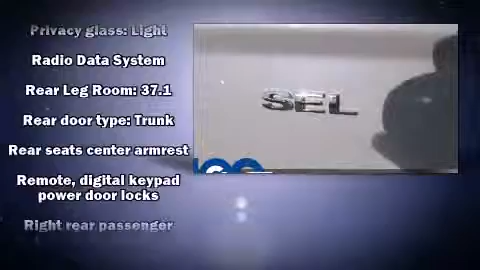 Privacy glass: Light
Radio Data System
Rear Leg Room: 37.1
Rear door type: Trunk
Rear seats center armrest
Remote, digital keypad
power door locks
Right rear passenger
SEL